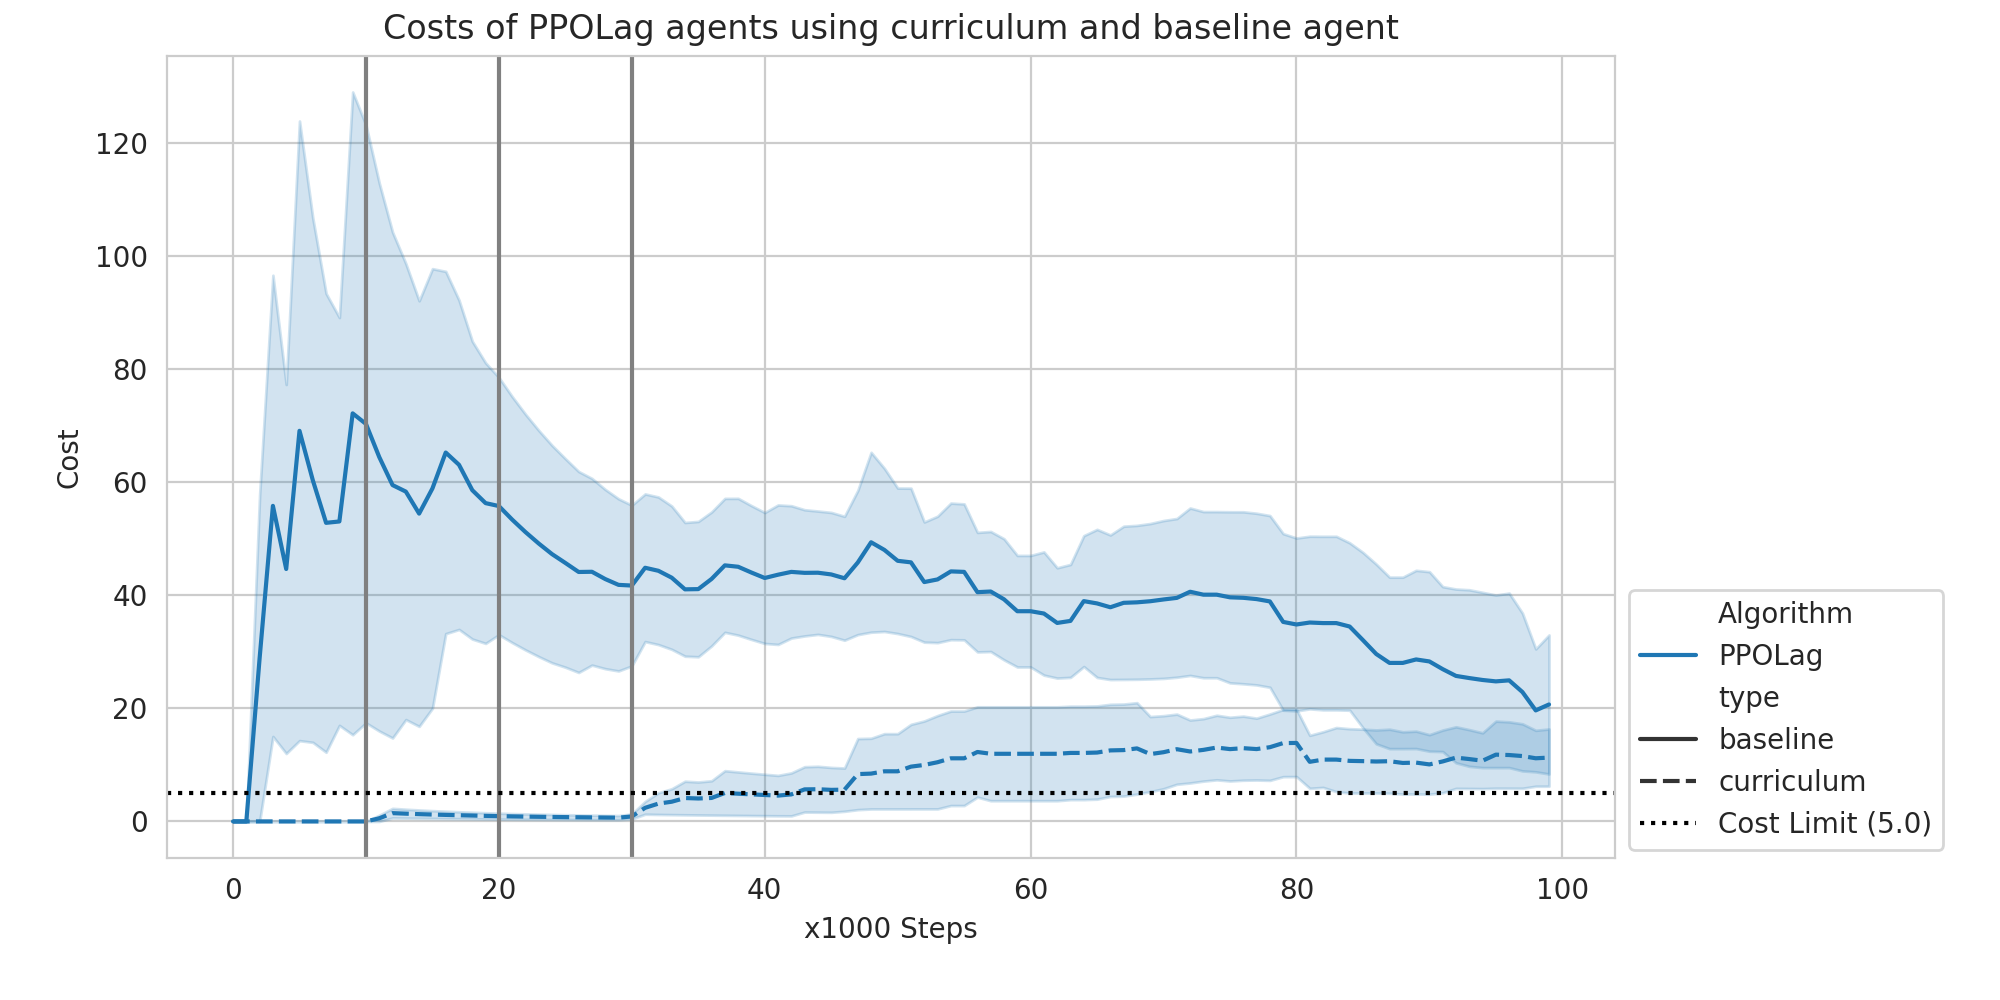 Costs of PPOLag agents using curriculum and baseline agent
120
100
80
60
40
20
0
Cost
0 20 40 60 80 100
x1000 Steps
Algorithm
PPOLag
type
baseline
curriculum
Cost Limit (5.0)